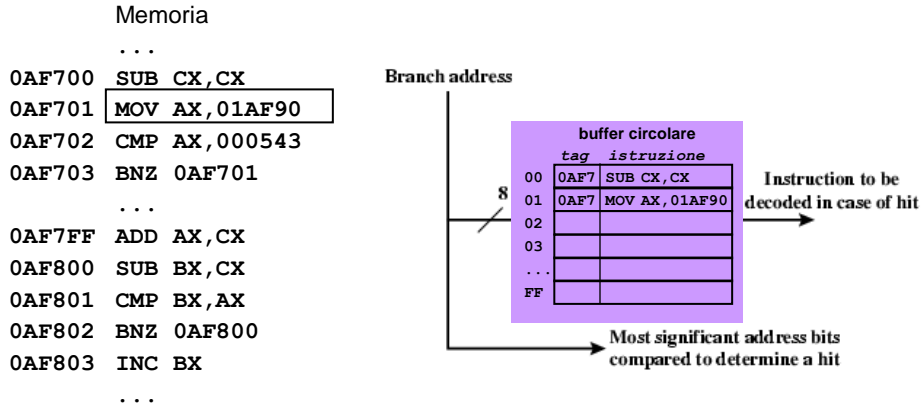 Memoria
...
0AF700 SUB CX,CX
0AF701 MOV AX,01AF90
0AF702 CMP AX,000543
0AF703 BNZ 0AF701
...
0AF7FF ADD AX,CX
0AF800 SUB BX,CX
0AF801 CMP BX,AX
0AF802 BNZ 0AF800
0AF803 INC BX
...
Branch address
8
buffer circolare
tag istruzione
00 0AF7 SUB CX,CX
01 0AF7 MOV AX,01AF90
02
03
...
FF
Instruction to be
decoded in case of hit
Most significant address bits
compared to determine a hit